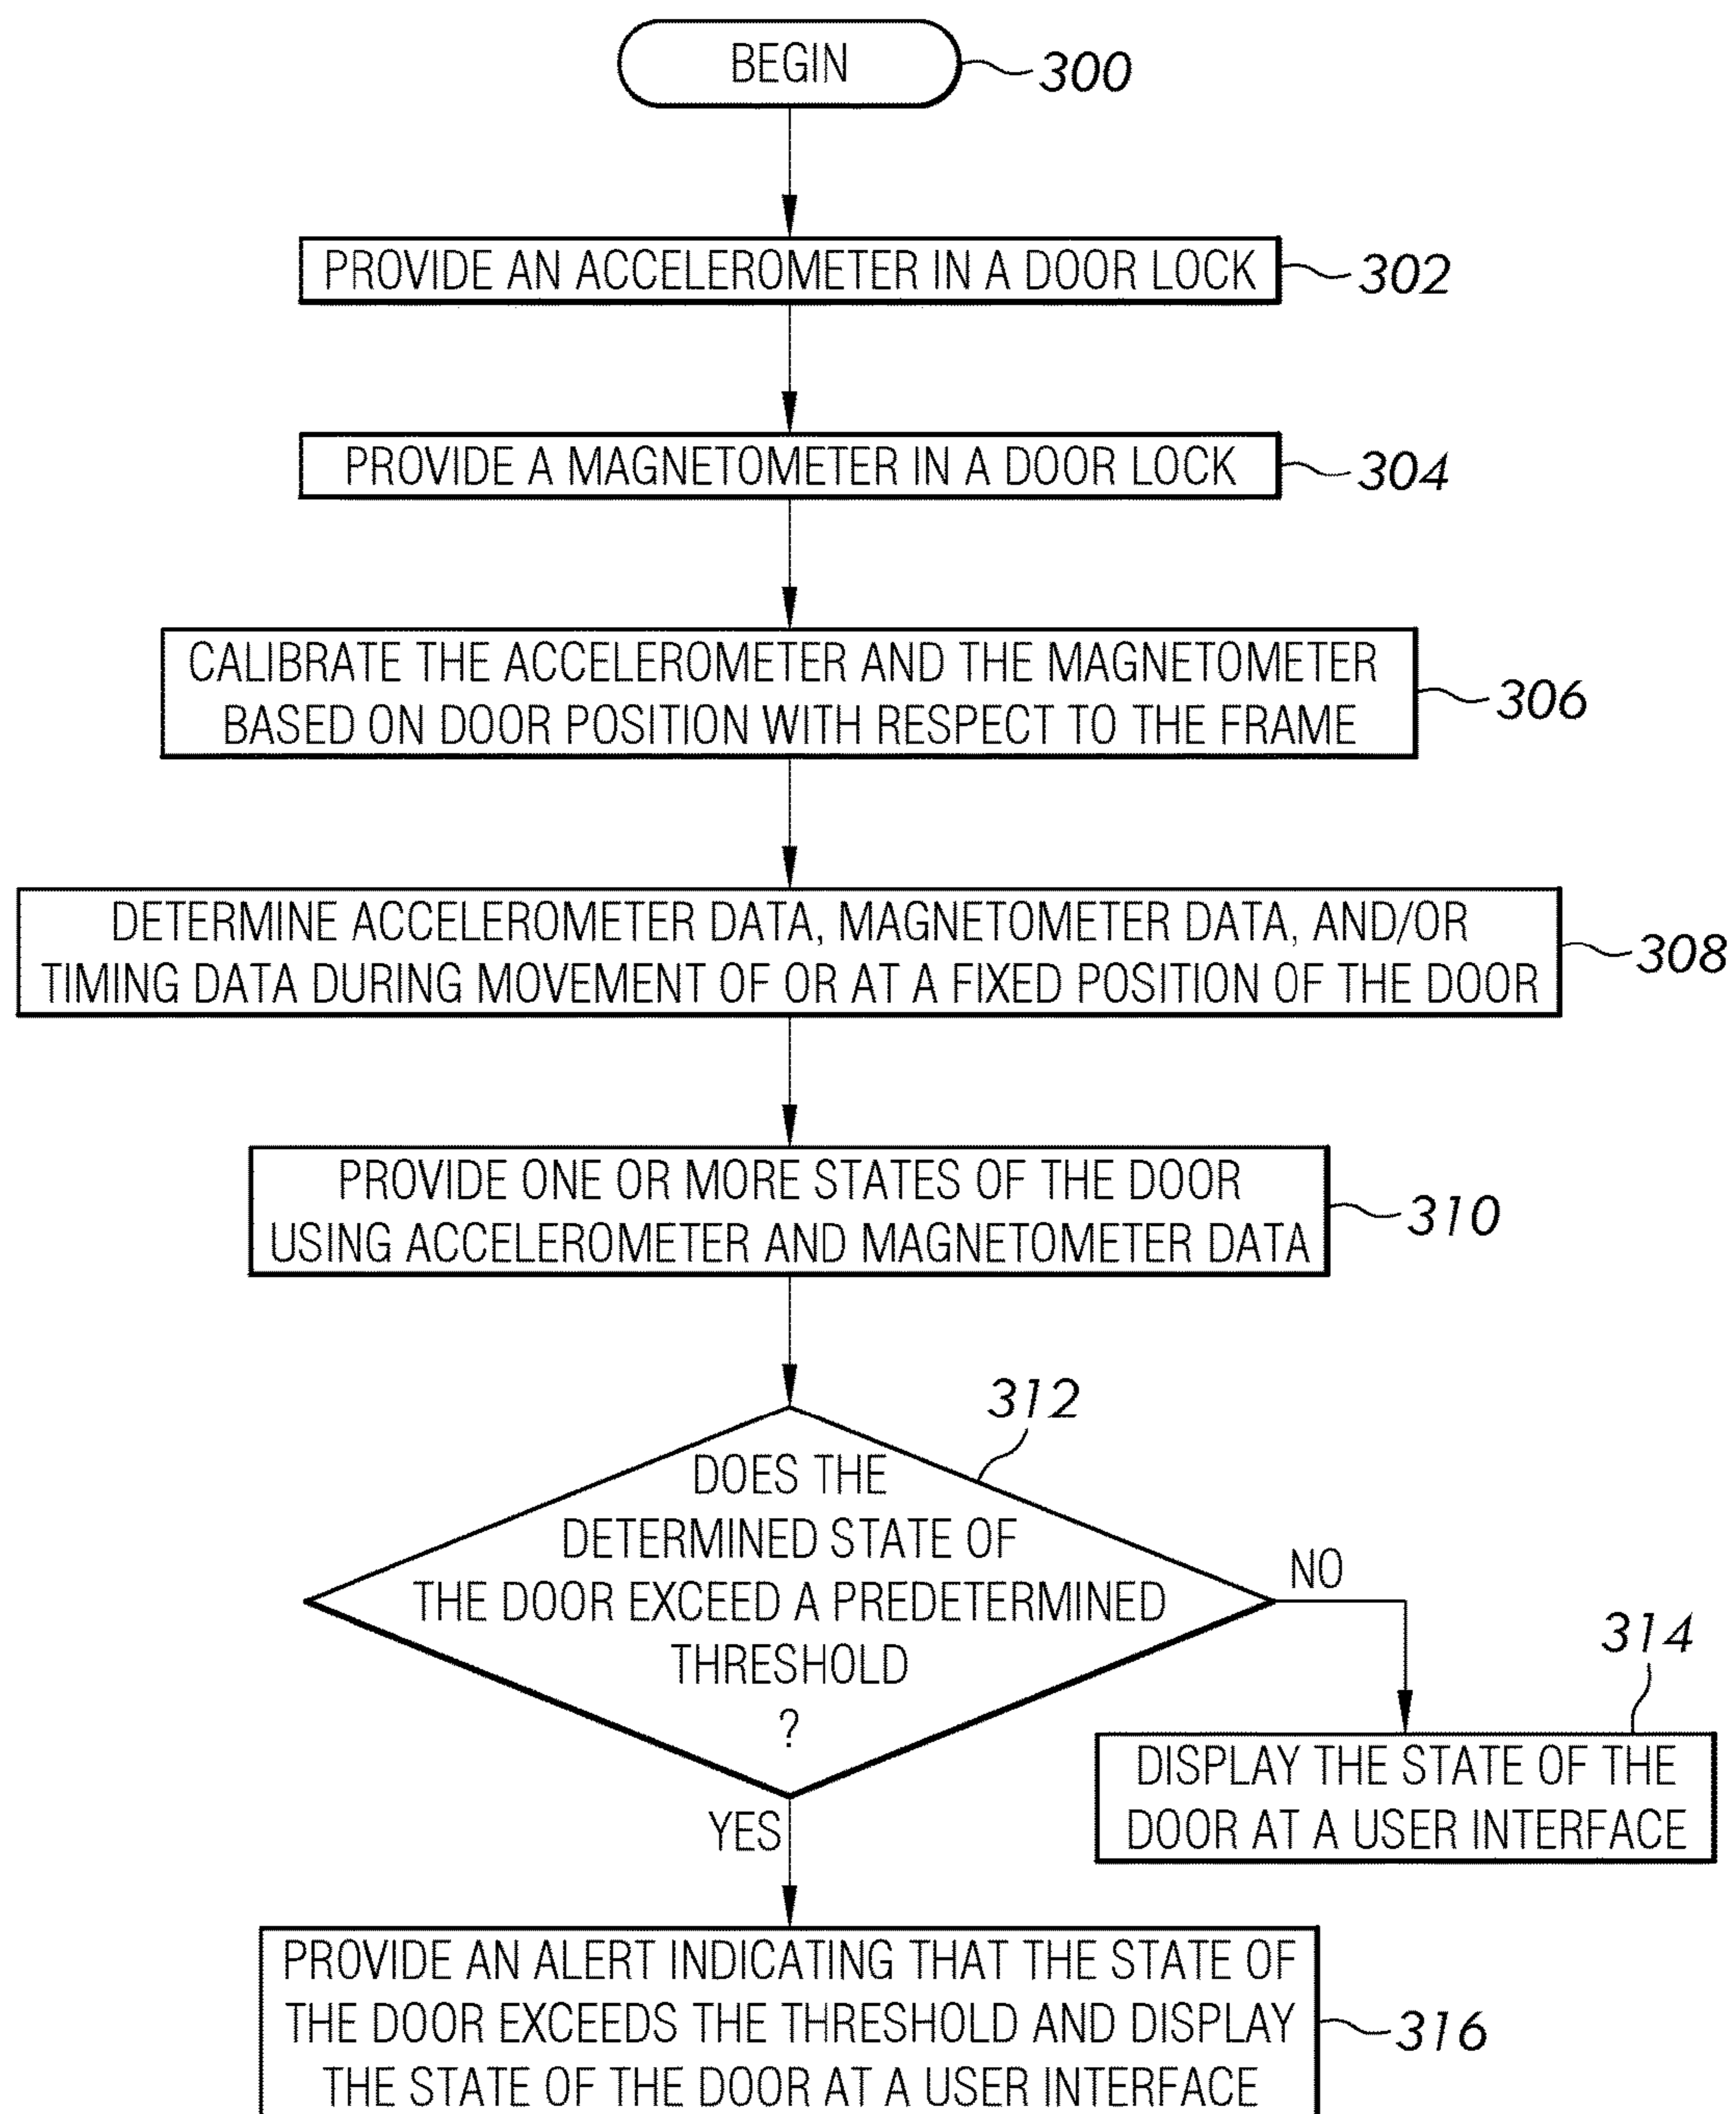 BEGIN
300
PROVIDE AN ACCELEROMETER IN A DOOR LOCK
302
PROVIDE A MAGNETOMETER IN A DOOR LOCK
304
CALIBRATE THE ACCELEROMETER AND THE MAGNETOMETER
BASED ON DOOR POSITION WITH RESPECT TO THE FRAME
306
DETERMINE ACCELEROMETER DATA, MAGNETOMETER DATA, AND/OR
TIMING DATA DURING MOVEMENT OF OR AT A FIXED POSITION OF THE DOOR
308
PROVIDE ONE OR MORE STATES OF THE DOOR
USING ACCELEROMETER AND MAGNETOMETER DATA
310
312
DOES THE
DETERMINED STATE OF
THE DOOR EXCEED A PREDETERMINED
THRESHOLD
?
NO
314
DISPLAY THE STATE OF THE
DOOR AT A USER INTERFACE
YES
PROVIDE AN ALERT INDICATING THAT THE STATE OF
THE DOOR EXCEEDS THE THRESHOLD AND DISPLAY
THE STATE OF THE DOOR AT A USER INTERFACE
316